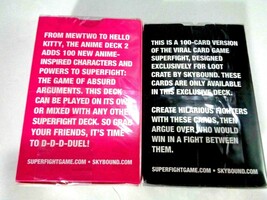 FROM MEWTWO TO HELLO
KITTY, THE ANIME DECK 2
ADDS 100 NEW ANIME-
INSPIRED CHARACTERS AND
POWERS TO SUPERFIGHT:
THE GAME OF ABSURD
ARGUMENTS. THIS DECK
CAN BE PLAYED ON ITS OWN
OR MIXED WITH ANY OTHER
SUPERFIGHT DECK. SO GRAB
YOUR FRIENDS, IT'S TIME
TO D-D-D-DUEL!
SUPERFIGHTGAME.COM • SKYBOUND.COM
THIS IS A 100-CARD VERSION
OF THE VIRAL CARD GAME
SUPERFIGHT, DESIGNED
EXCLUSIVELY FOR LOOT
CRATE BY SKYBOUND. THESE
CARDS ARE ONLY AVAILABLE
IN THIS EXCLUSIVE DECK.
CREATE HILARIOUS FIGHTERS
WITH THESE CARDS, THEN
ARGUE OVER WHO WOULD
WIN IN A FIGHT BETWEEN
THEM.
SUPERFIGHTGAME.COM • SKYBOUND.COM